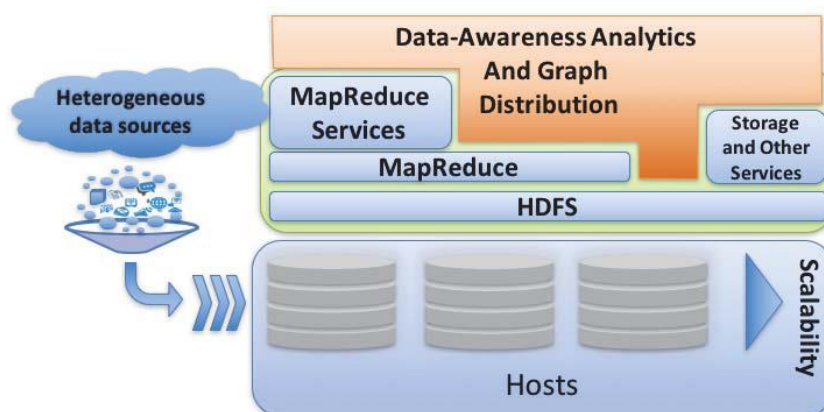 Data-Awareness Analytics
And Graph
Distribution
Heterogeneous
data sources
MapReduce
Services
Storage
and Other
Services
MapReduce
HDFS
Scalability
Hosts